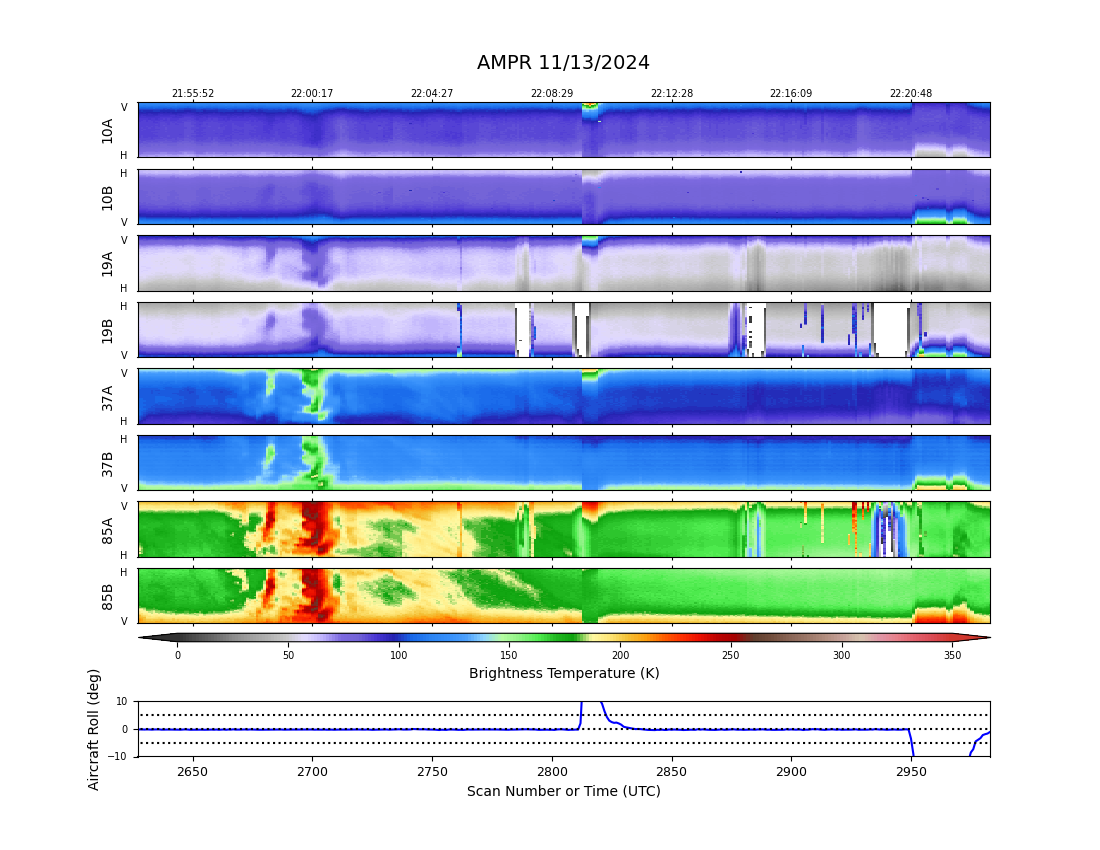 AMPR 11/13/2024
21:55:52 22:00:17 22:04:27 22:08:29 22:12:28 22:16:09 22:20:48
V
10A
H
H
10B
V
V
19A
H
H
19B
V
V
37A
H
H
37B
V
V
85A
H
H
85B
V
0 50 100 150 200 250 300 350
Brightness Temperature (K)
Aircraft Roll (deg)
10
0
−10
2650 2700 2750 2800 2850 2900 2950
Scan Number or Time (UTC)